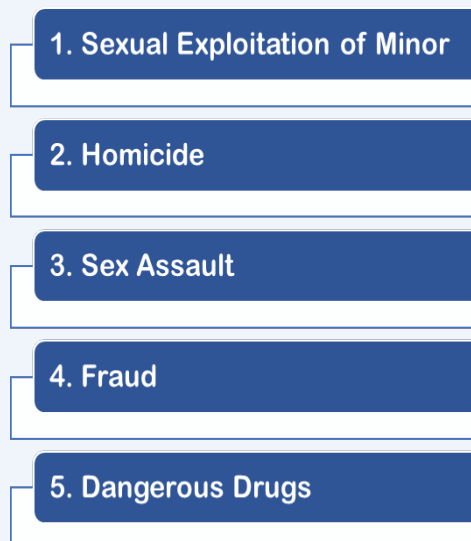 1. Sexual Exploitation of Minor
2. Homicide
3. Sex Assault
4. Fraud
5. Dangerous Drugs